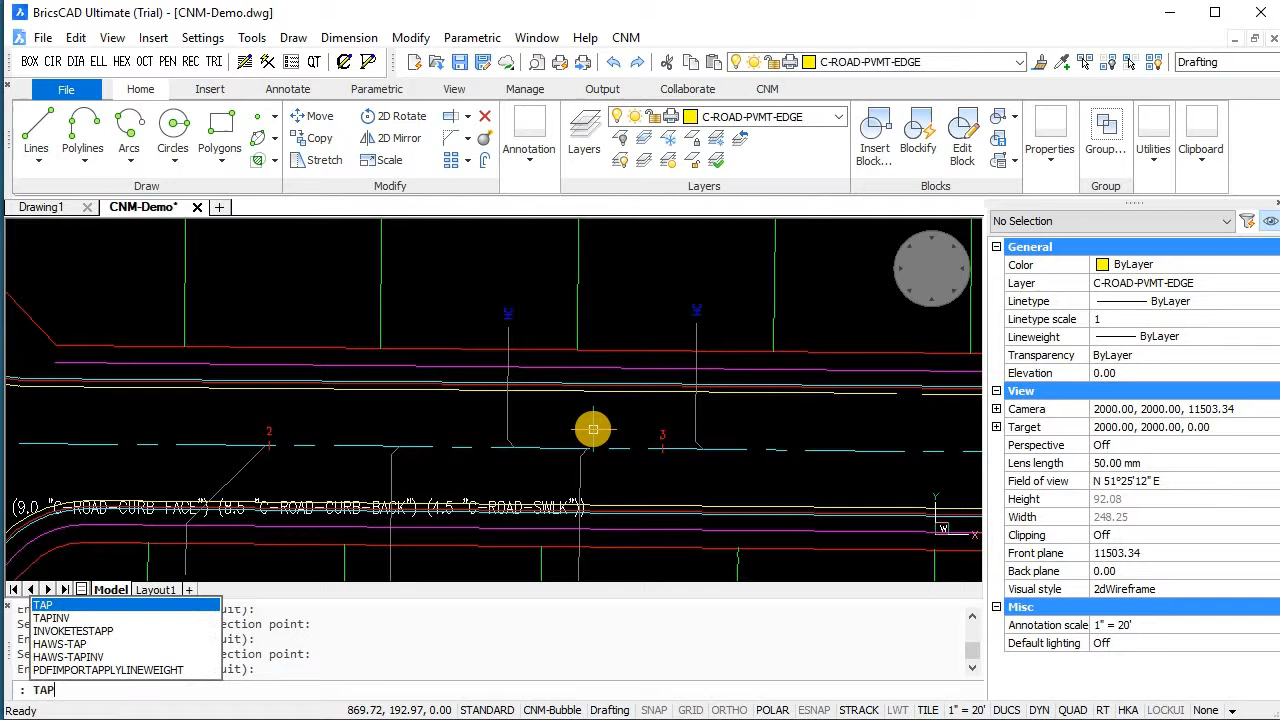 BricsCAD Ultimate (Trial) - [CNM-Demo.dwg]
File Edit View Insert Settings Tools Draw Dimension Modify Parametric Window Help CNM
BOX CIR DIA ELL HEX OCT PEN REC TRI QT C-ROAD-PVMT-EDGE Drafting
File Home Insert Annotate Parametric View Manage Output Collaborate CNM
Lines Polylines Arcs Circles Polygons
Move 2D Rotate
Copy 2D Mirror
Stretch Scale
Annotation
Layers
C-ROAD-PVMT-EDGE
Insert Block... Blockify Edit Block
Properties
Group...
Utilities
Clipboard
Draw Modify Layers Blocks Group
Drawing1 CNM-Demo*
2
3
(9.0 "C-ROAD-CURB-FACE") (8.5 "C-ROAD-CURB-BACK") (4.5 "C-ROAD-SWLK"))
Y
W
X
Model Layout1 +
No Selection
General
Color ByLayer
Layer C-ROAD-PVMT-EDGE
Linetype ByLayer
Linetype scale 1
Lineweight ByLayer
Transparency ByLayer
Elevation 0.00
View
Camera 2000.00, 2000.00, 11503.34
Target 2000.00, 2000.00, 0.00
Perspective Off
Lens length 50.00 mm
Field of view N 51°25'12" E
Height 92.08
Width 248.25
Clipping Off
Front plane 11503.34
Back plane 0.00
Visual style 2dWireframe
Misc
Annotation scale 1" = 20'
Default lighting Off
TAP
TAPINV
INVOKETESTAPP
HAWS-TAP
HAWS-TAPINV
PDFIMPORTAPPLYLINEWEIGHT
uit):
ection point:
uit):
ection point:
uit):
: TAP
Ready 869.72, 192.97, 0.00 STANDARD CNM-Bubble Drafting SNAP GRID ORTHO POLAR ESNAP STRACK LWT TILE 1" = 20' DUCS DYN QUAD RT HKA LOCKUI None